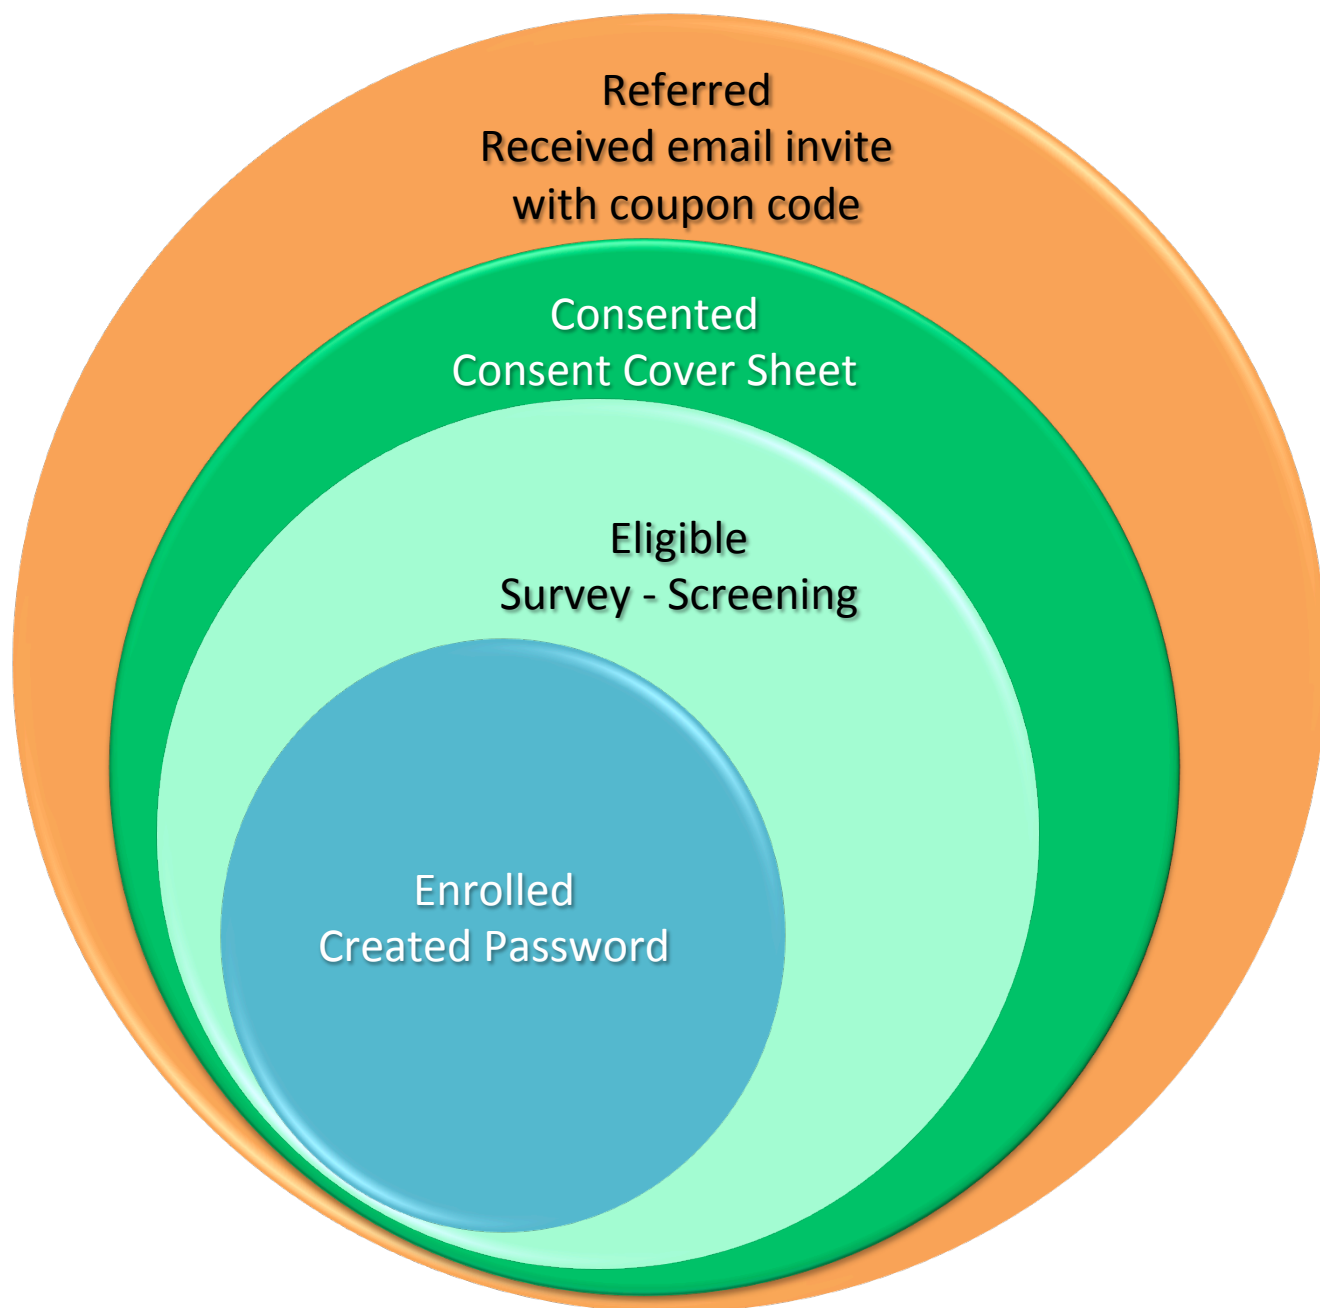 Referred
Received email invite
with coupon code
Consented
Consent Cover Sheet
Eligible
Survey - Screening
Enrolled
Created Password